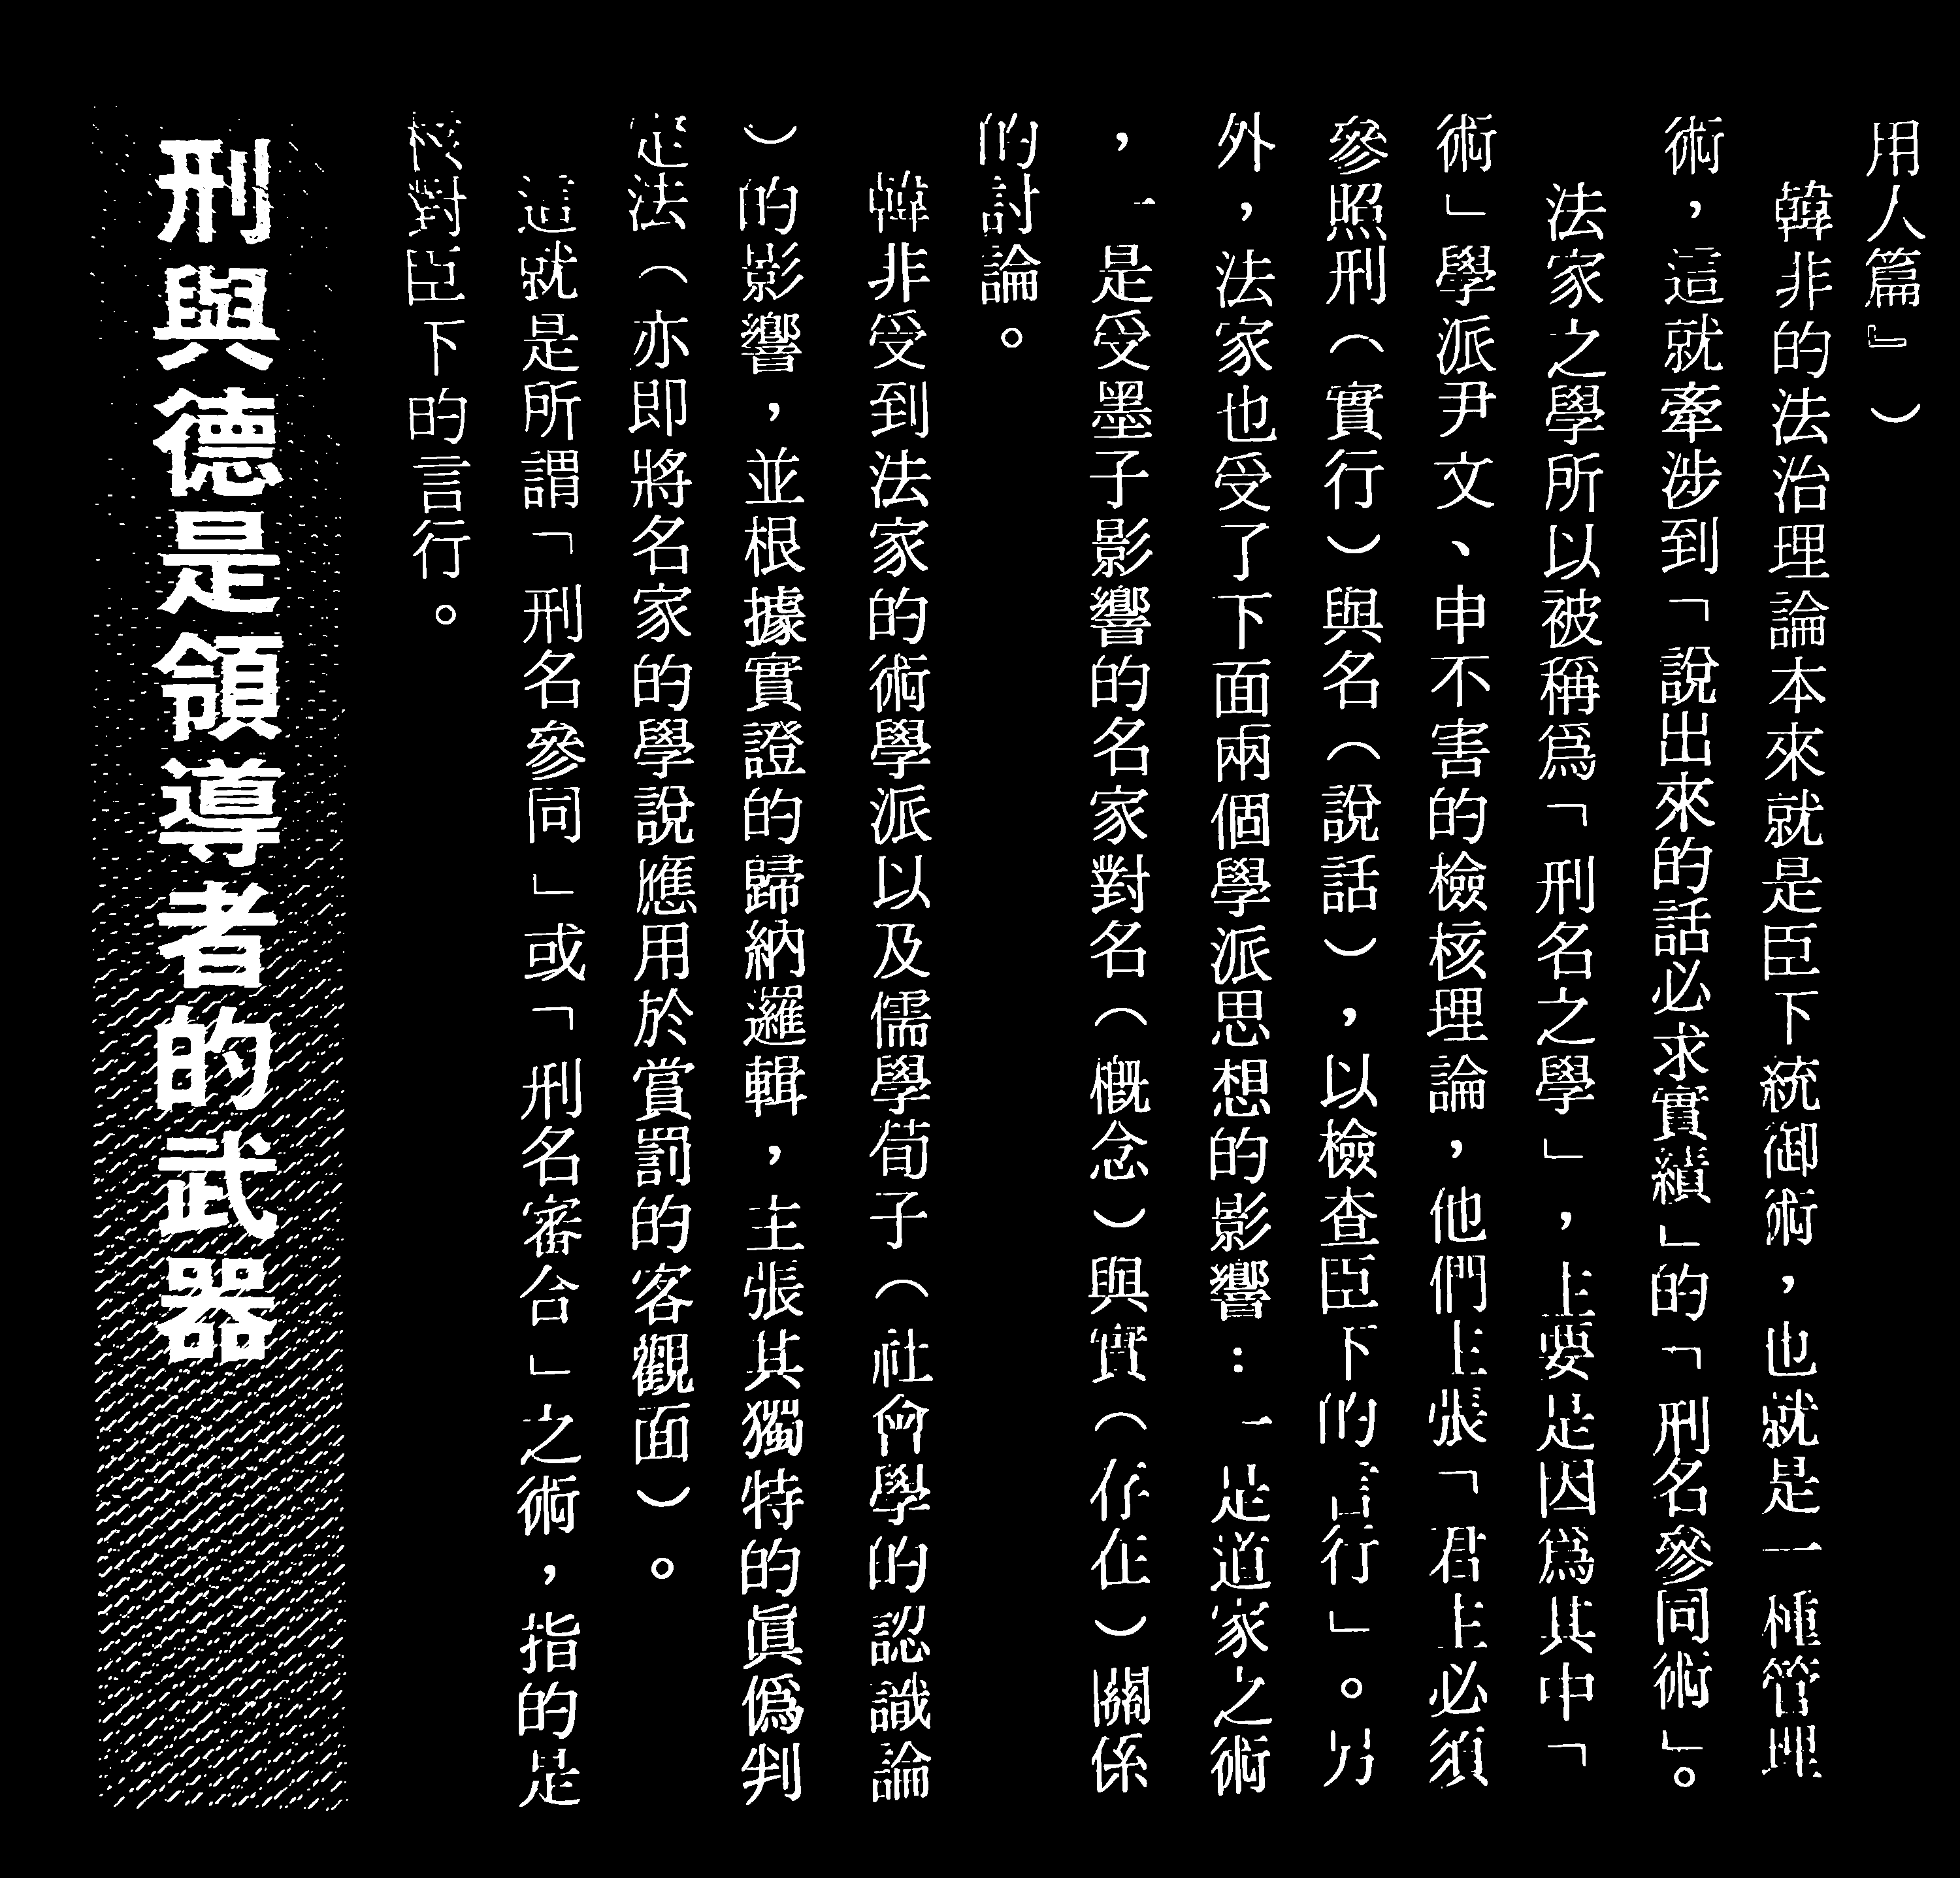 用人篇』）
韓非的法治理論本來就是臣下統御術，也就是一種管理
術，這就牽涉到「說出來的話必求實績」的「刑名參同術」。
法家之學所以被稱爲「刑名之學」，主要是因爲其中「
術」學派尹文、申不害的檢核理論，他們主張「君主必須
參照刑（實行）與名（說話），以檢查臣下的言行」。另
外，法家也受了下面兩個學派思想的影響：一是道家之術
，一是受墨子影響的名家對名（概念）與實（存在）關係
的討論。
韓非受到法家的術學派以及儒學荀子（社會學的認識論
）的影響，並根據實證的歸納邏輯，主張其獨特的眞僞判
定法（亦即將名家的學說應用於賞罰的客觀面）。
這就是所謂「刑名參同」或「刑名審合」之術，指的是
核對臣下的言行。
刑與德是領導者的武器